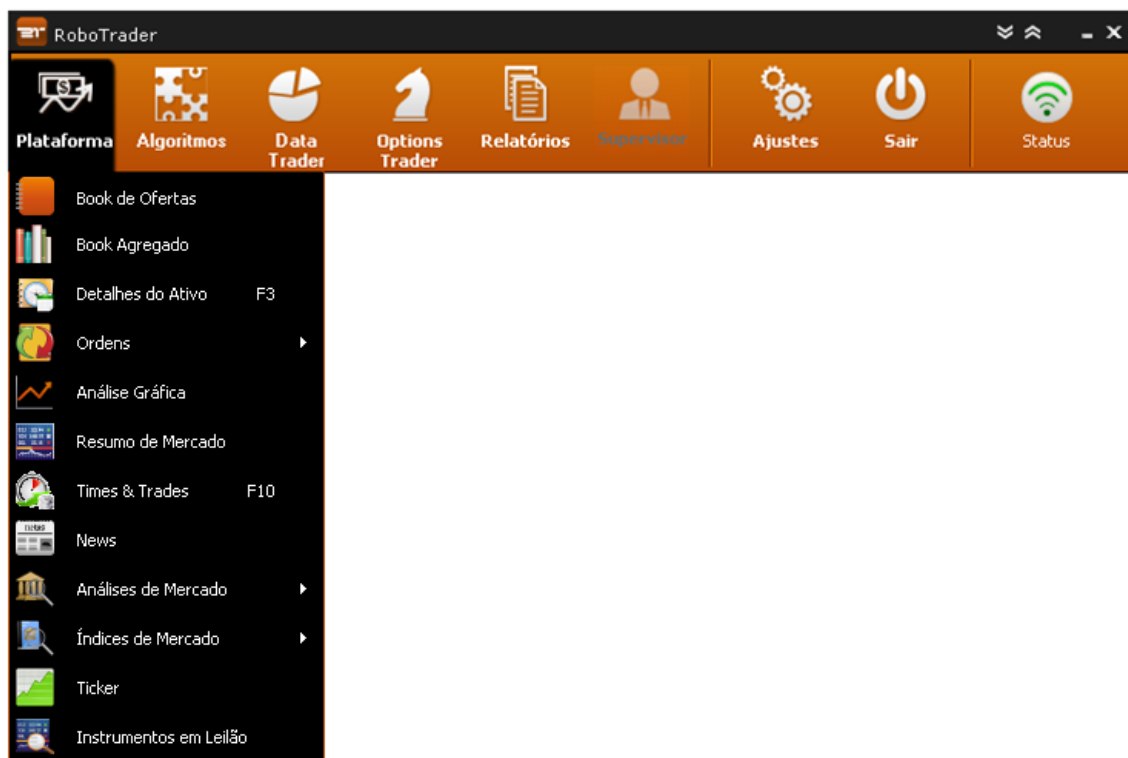 RoboTrader
Plataforma
Algoritmos
Data
Trader
Options
Trader
Relatórios
Supervisor
Ajustes
Sair
Status
Book de Ofertas
Book Agregado
Detalhes do Ativo F3
Ordens
Análise Gráfica
Resumo de Mercado
Times & Trades F10
News
Análises de Mercado
Índices de Mercado
Ticker
Instrumentos em Leilão